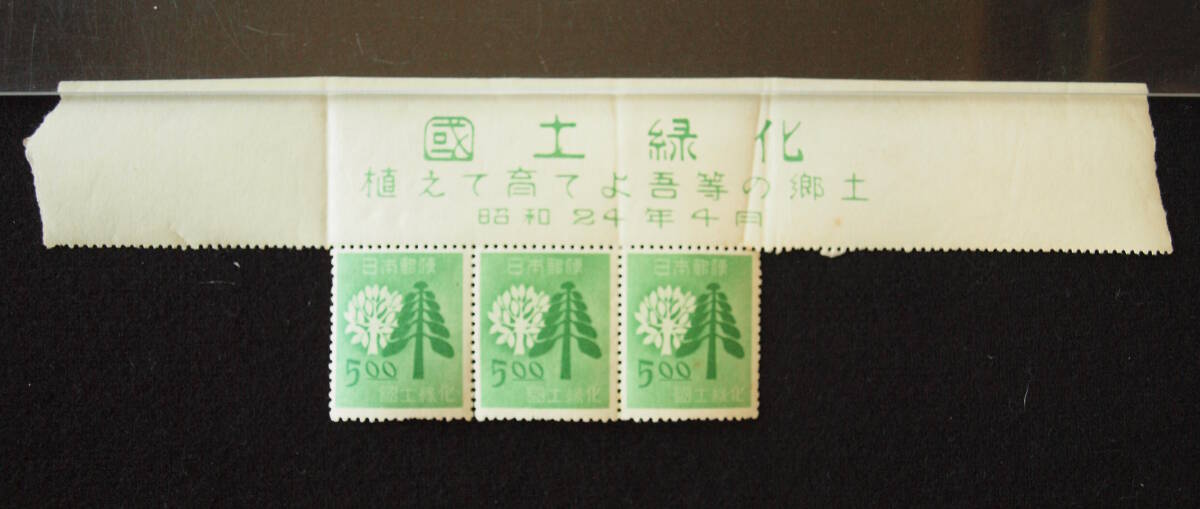 國土緑化
植えて育てよ吾等の郷土
昭和24年4月
日本郵便
5.00
國土緑化
日本郵便
5.00
國土緑化
日本郵便
5.00
國土緑化